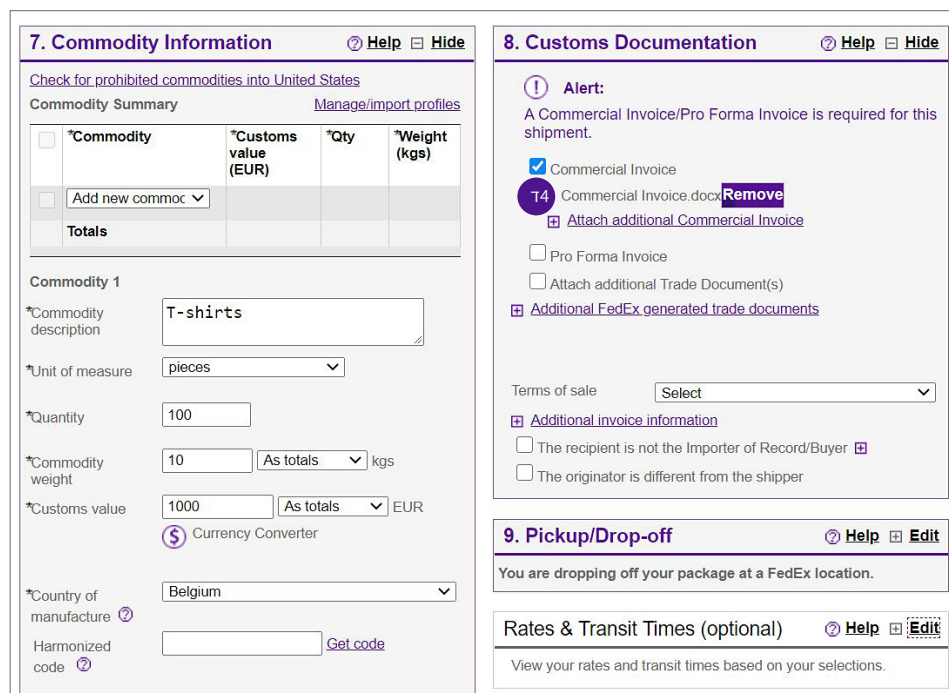 7. Commodity Information
? Help Hide
Check for prohibited commodities into United States
Commodity Summary
Manage/import profiles
*Commodity *Customs value (EUR) *Qty *Weight (kgs)
Add new commoc
Totals
Commodity 1
*Commodity description
T-shirts
*Unit of measure
pieces
*Quantity
100
*Commodity weight
10 As totals kgs
*Customs value
1000 As totals EUR
$ Currency Converter
*Country of manufacture ?
Belgium
Harmonized code ?
Get code
8. Customs Documentation
? Help Hide
! Alert:
A Commercial Invoice/Pro Forma Invoice is required for this
shipment.
Commercial Invoice
Commercial Invoice.docx Remove
Attach additional Commercial Invoice
Pro Forma Invoice
Attach additional Trade Document(s)
Additional FedEx generated trade documents
Terms of sale
Select
Additional invoice information
The recipient is not the Importer of Record/Buyer
The originator is different from the shipper
9. Pickup/Drop-off
? Help Edit
You are dropping off your package at a FedEx location.
Rates & Transit Times (optional)
? Help Edit
View your rates and transit times based on your selections.